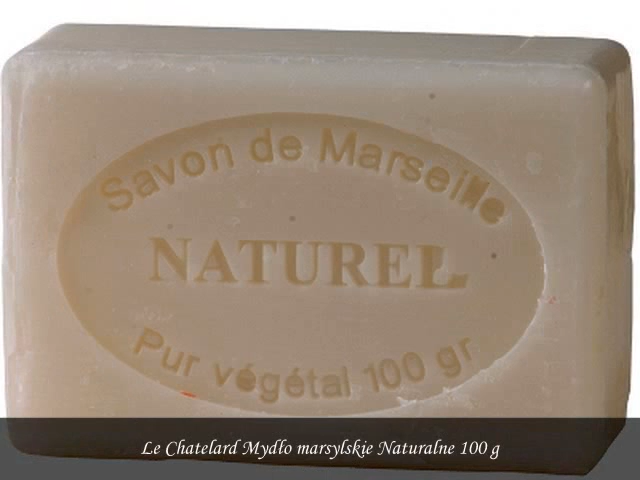 Savon de Marseille
NATUREL
Pur végétal 100 gr
Le Chatelard Mydło marsylskie Naturalne 100 g